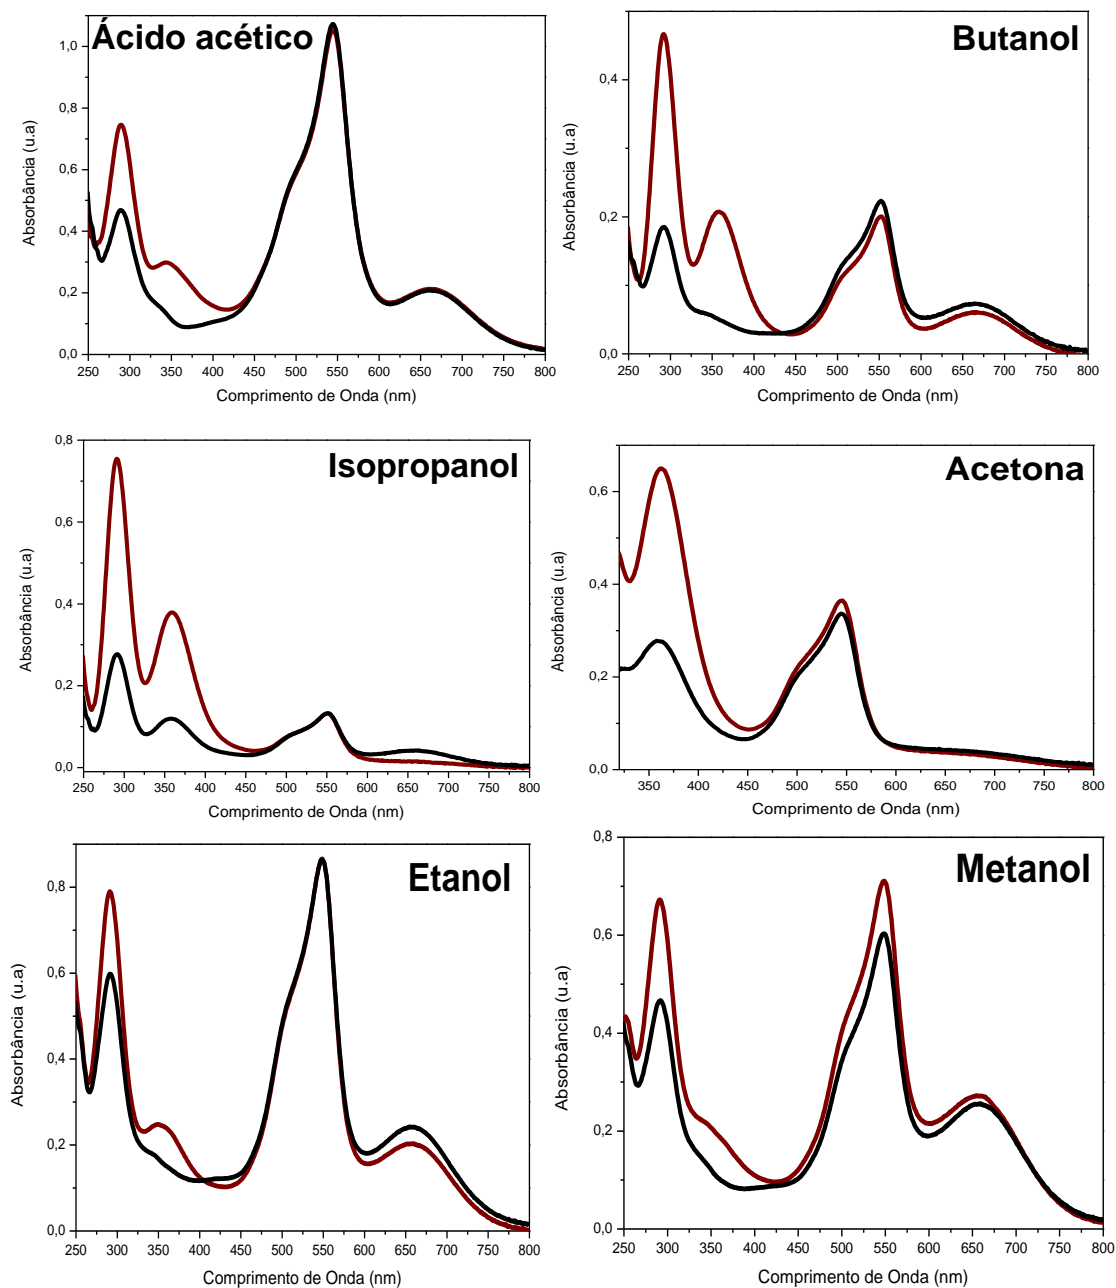 Ácido acético
Absorbância (u.a)
1,0
0,8
0,6
0,4
0,2
0,0
250 300 350 400 450 500 550 600 650 700 750 800
Comprimento de Onda (nm)
Butanol
Absorbância (u.a)
0,4
0,2
0,0
250 300 350 400 450 500 550 600 650 700 750 800
Comprimento de Onda (nm)
Isopropanol
Absorbância (u.a)
0,8
0,6
0,4
0,2
0,0
250 300 350 400 450 500 550 600 650 700 750 800
Comprimento de Onda (nm)
Acetona
Absorbância (u.a)
0,6
0,4
0,2
0,0
350 400 450 500 550 600 650 700 750 800
Comprimento de Onda (nm)
Etanol
Absorbância (u.a)
0,8
0,6
0,4
0,2
0,0
250 300 350 400 450 500 550 600 650 700 750 800
Comprimento de Onda (nm)
Metanol
Absorbância (u.a)
0,8
0,6
0,4
0,2
0,0
250 300 350 400 450 500 550 600 650 700 750 800
Comprimento de Onda (nm)